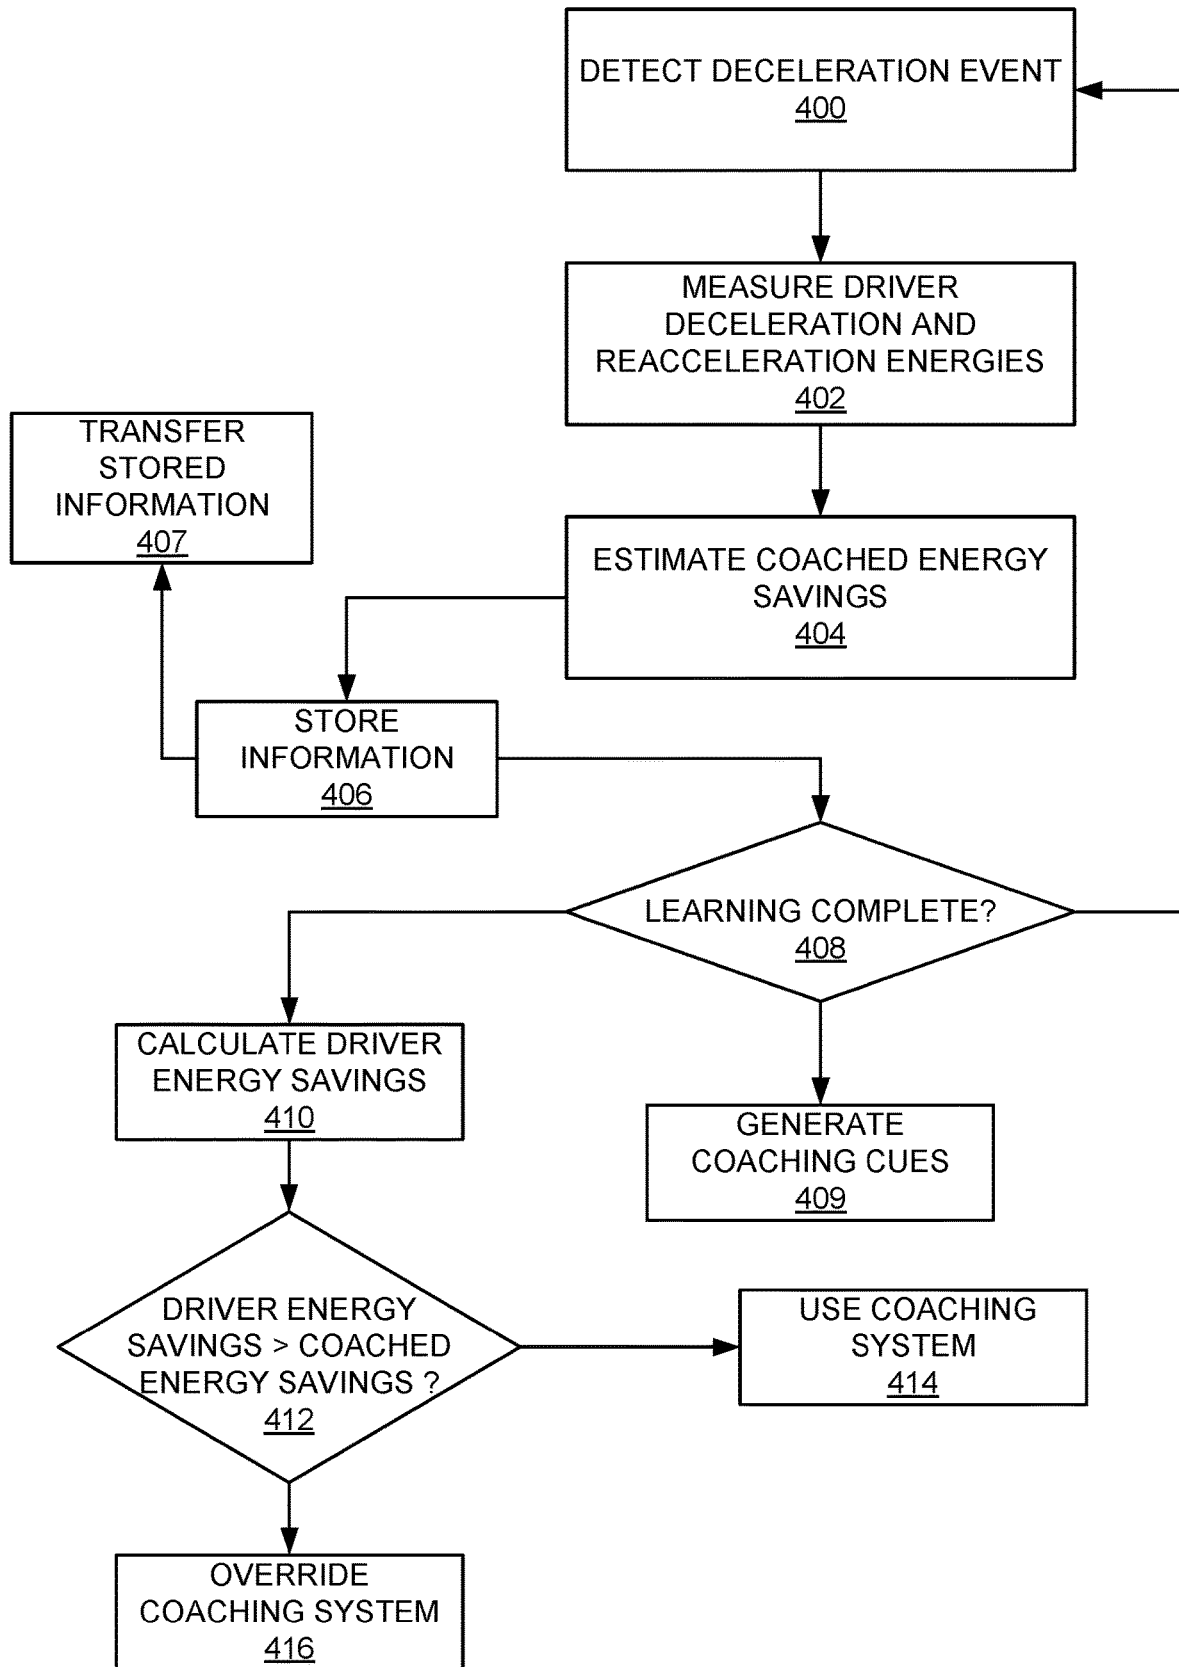 DETECT DECELERATION EVENT
400
MEASURE DRIVER
DECELERATION AND
REACCELERATION ENERGIES
402
TRANSFER
STORED
INFORMATION
407
ESTIMATE COACHED ENERGY
SAVINGS
404
STORE
INFORMATION
406
LEARNING COMPLETE?
408
CALCULATE DRIVER
ENERGY SAVINGS
410
GENERATE
COACHING CUES
409
DRIVER ENERGY
SAVINGS > COACHED
ENERGY SAVINGS ?
412
USE COACHING
SYSTEM
414
OVERRIDE
COACHING SYSTEM
416